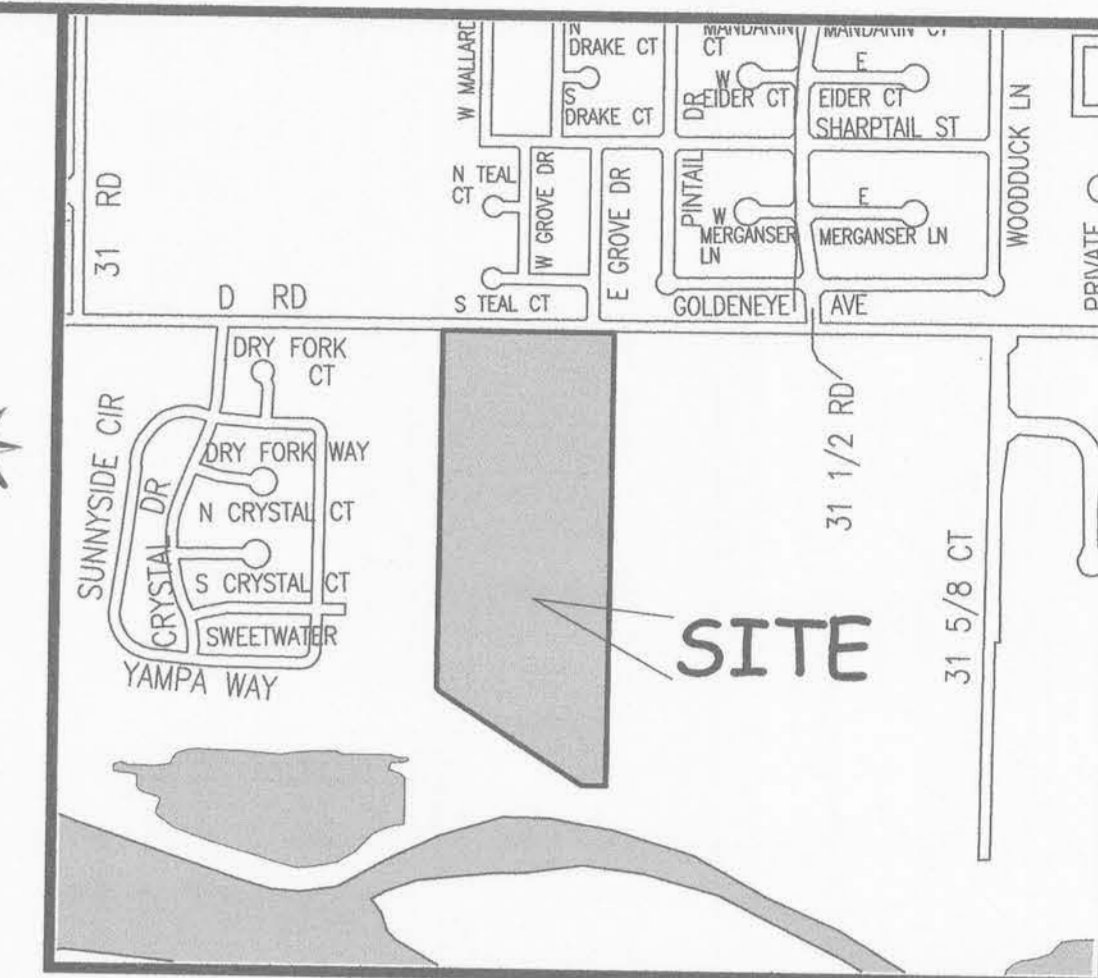 W MALLARD
N
DRAKE CT
S
DRAKE CT
MANDARIN
CT
MANDARIN CT
W
EIDER CT
E
EIDER CT
SHARPTAIL ST
DR
PINTAIL
WOODDUCK LN
31 RD
N TEAL
CT
W GROVE DR
E GROVE DR
W
MERGANSER
LN
E
MERGANSER LN
PRIVATE
D RD
S TEAL CT
GOLDENEYE
AVE
DRY FORK
CT
SUNNYSIDE CIR
DRY FORK WAY
CRYSTAL DR
N CRYSTAL CT
S CRYSTAL CT
SWEETWATER
YAMPA WAY
31 1/2 RD
31 5/8 CT
SITE